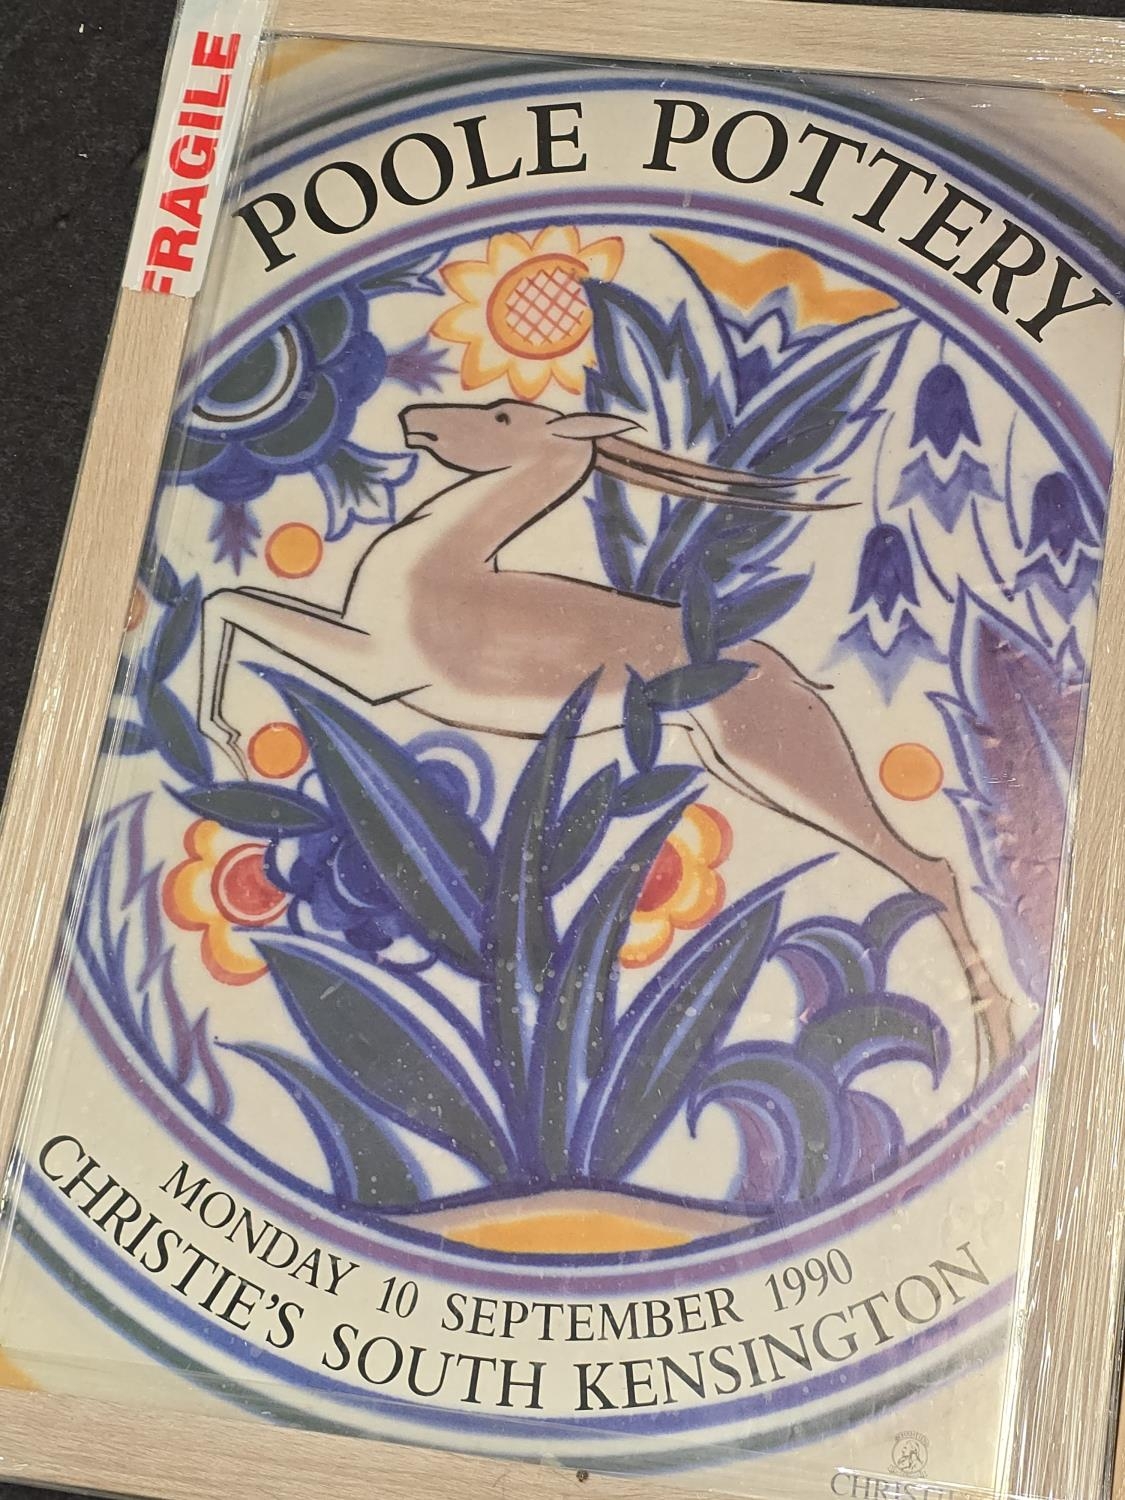 FRAGILE
POOLE POTTERY
MONDAY 10 SEPTEMBER 1990
CHRISTIE'S SOUTH KENSINGTON